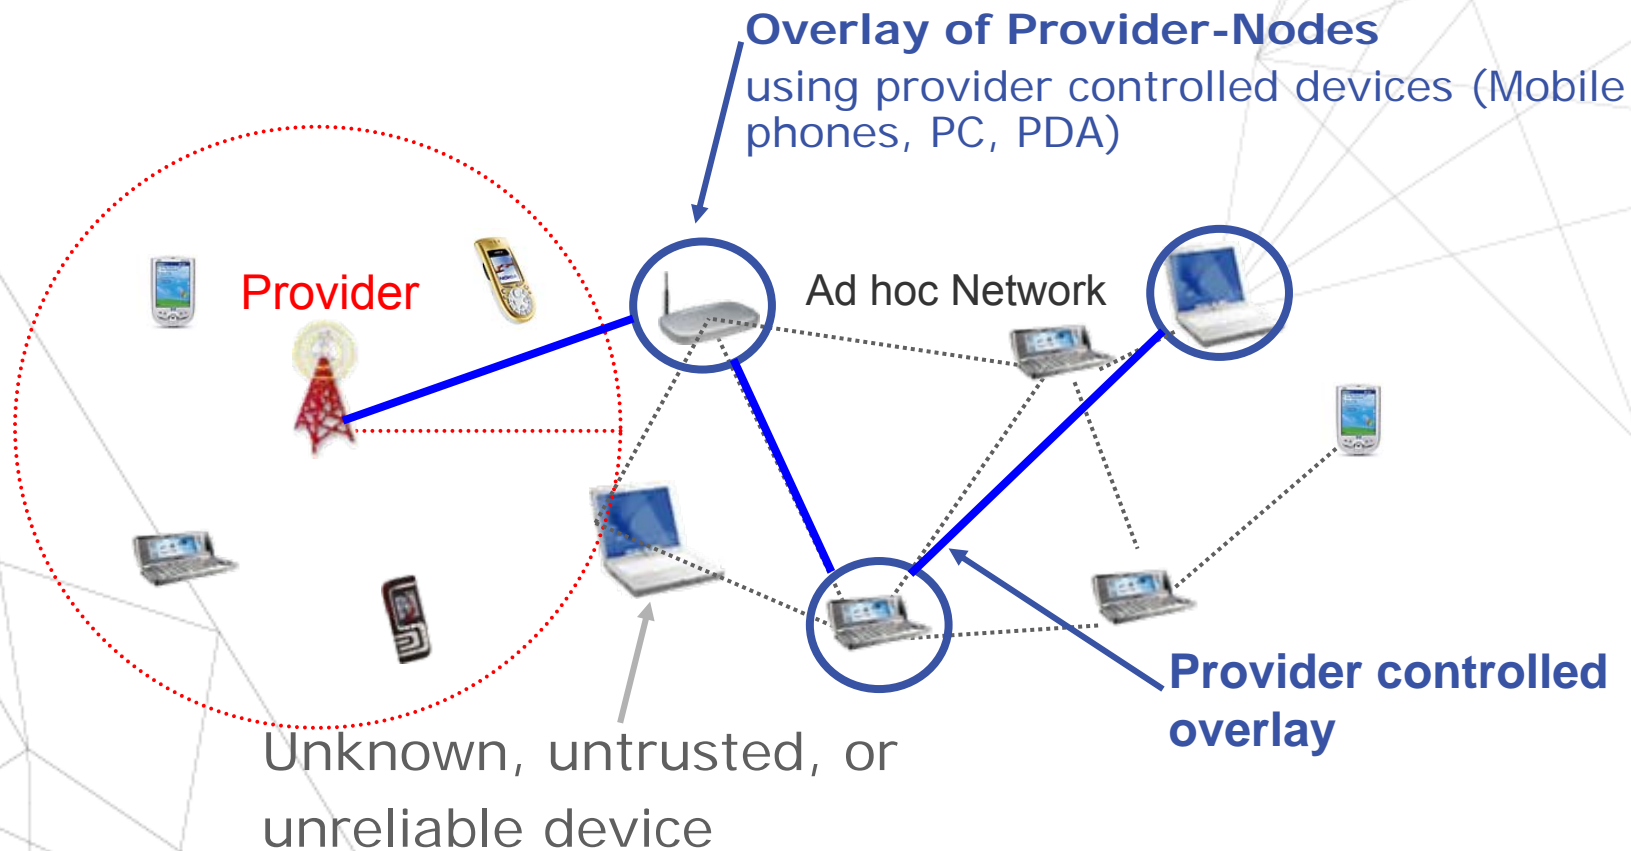 Overlay of Provider-Nodes
using provider controlled devices (Mobile
phones, PC, PDA)
Provider
Ad hoc Network
Provider controlled
overlay
Unknown, untrusted, or
unreliable device